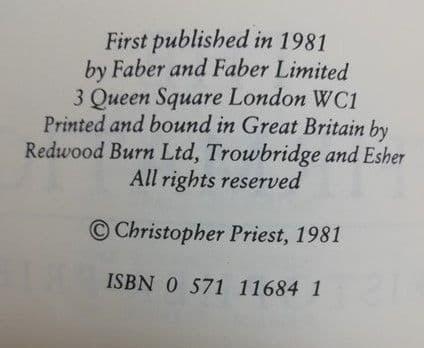 First published in 1981
by Faber and Faber Limited
3 Queen Square London WC1
Printed and bound in Great Britain by
Redwood Burn Ltd, Trowbridge and Esher
All rights reserved
© Christopher Priest, 1981
ISBN 0 571 11684 1